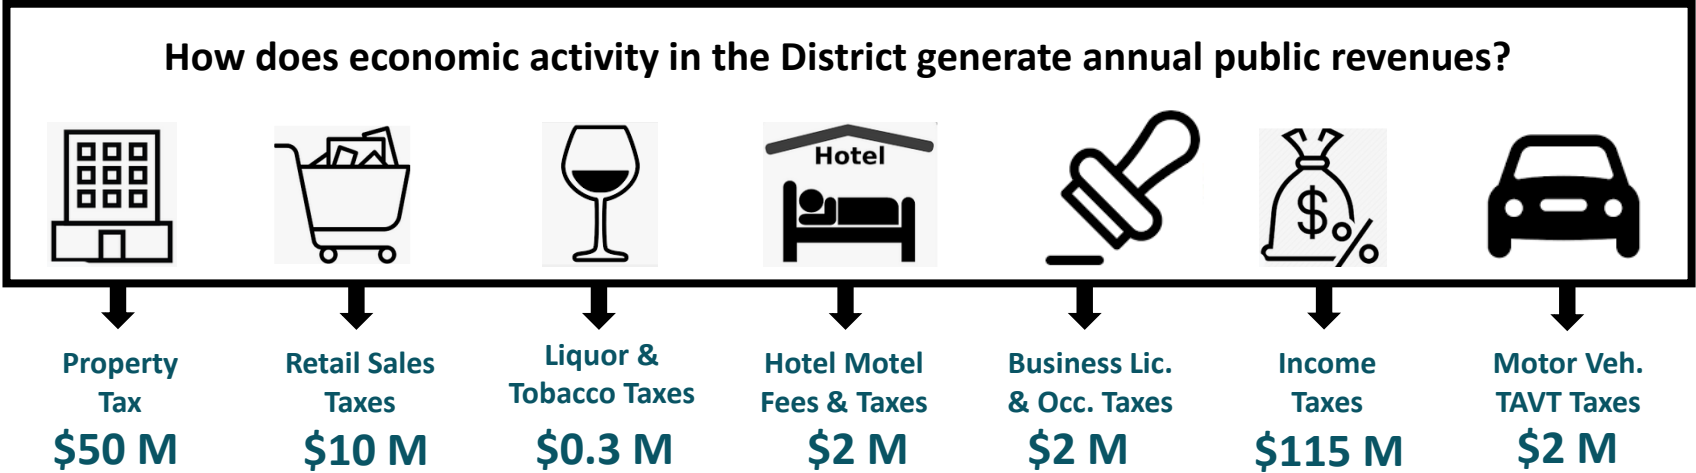 How does economic activity in the District generate annual public revenues?
Hotel
$
%
Property
Tax
$50 M
Retail Sales
Taxes
$10 M
Liquor &
Tobacco Taxes
$0.3 M
Hotel Motel
Fees & Taxes
$2 M
Business Lic.
& Occ. Taxes
$2 M
Income
Taxes
$115 M
Motor Veh.
TAVT Taxes
$2 M